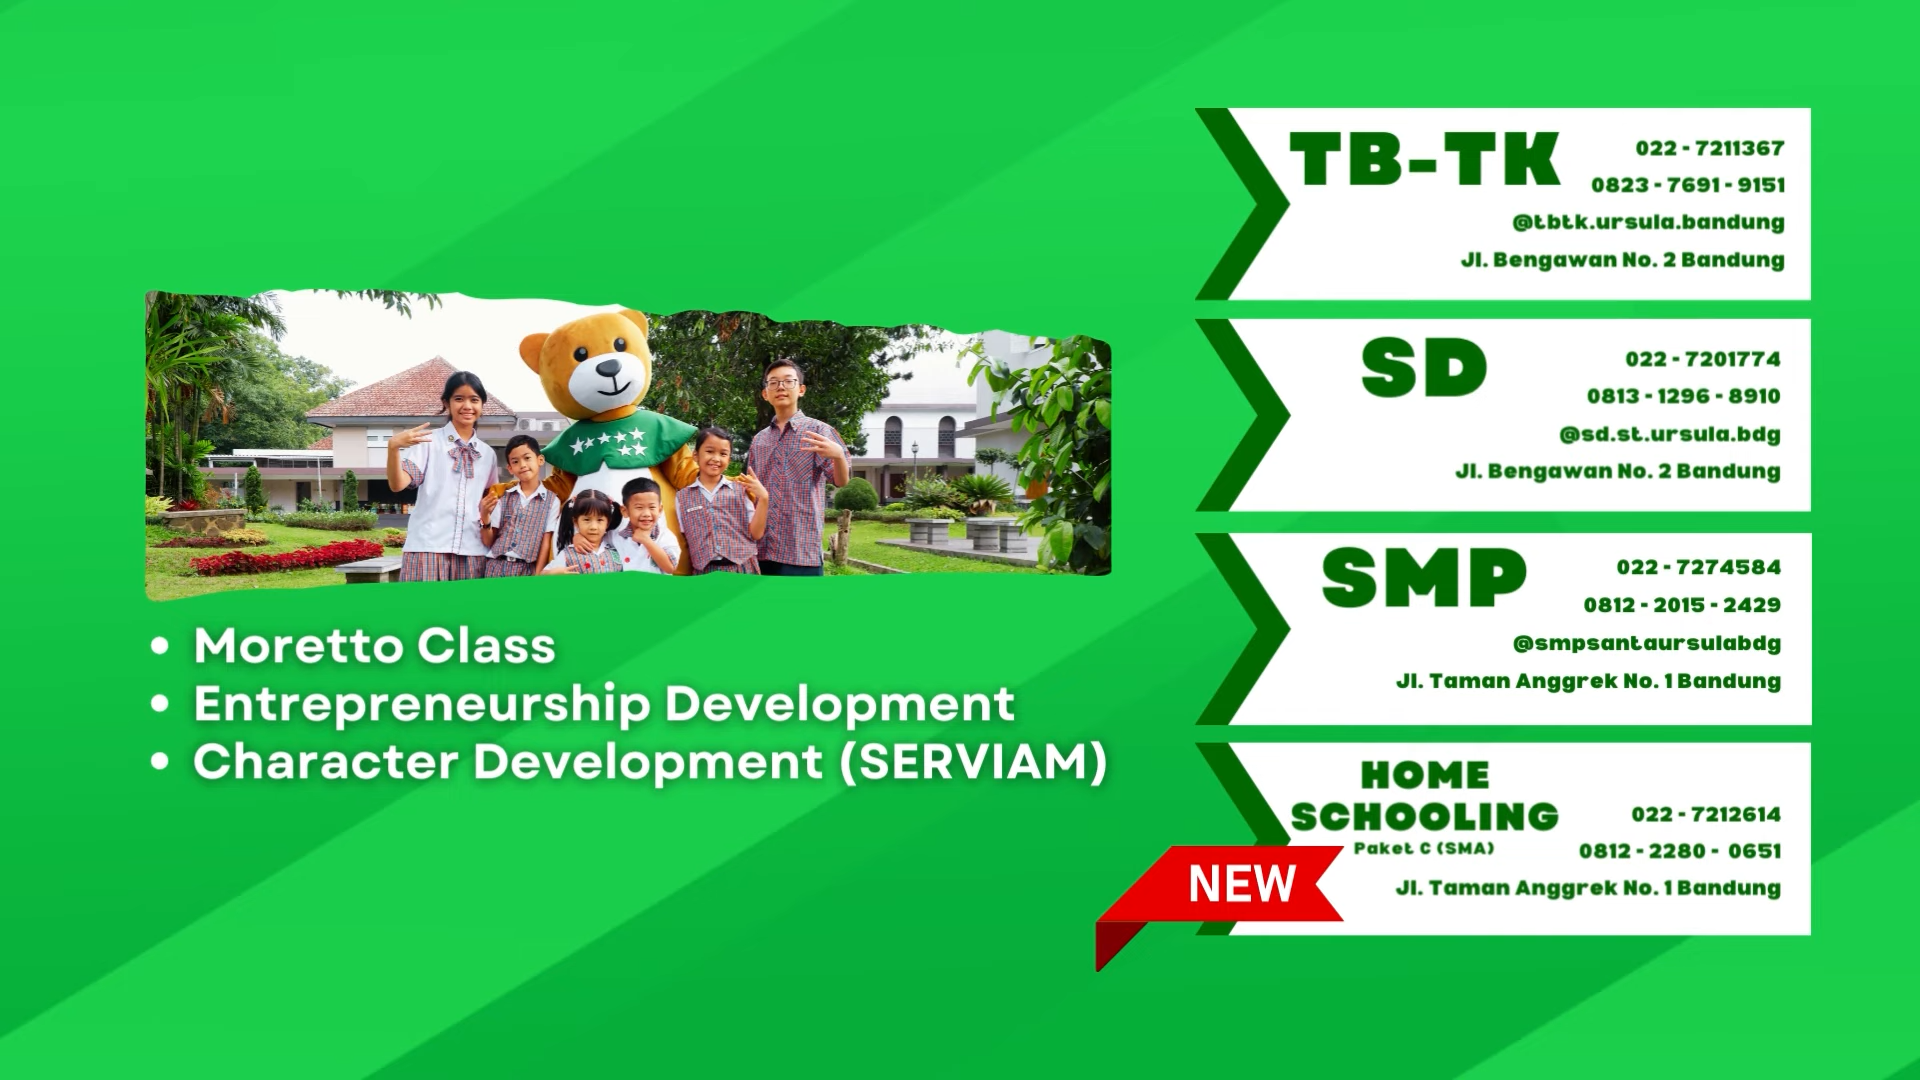 Moretto Class
Entrepreneurship Development
Character Development (SERVIAM)
TB-TK
022 - 7211367
0823 - 7691 - 9151
@tbtk.ursula.bandung
Jl. Bengawan No. 2 Bandung
SD
022 - 7201774
0813 - 1296 - 8910
@sd.st.ursula.bdg
Jl. Bengawan No. 2 Bandung
SMP
022 - 7274584
0812 - 2015 - 2429
@smpsantaursulabdg
Jl. Taman Anggrek No. 1 Bandung
HOME
SCHOOLING
Paket C (SMA)
022 - 7212614
0812 - 2280 - 0651
Jl. Taman Anggrek No. 1 Bandung
NEW